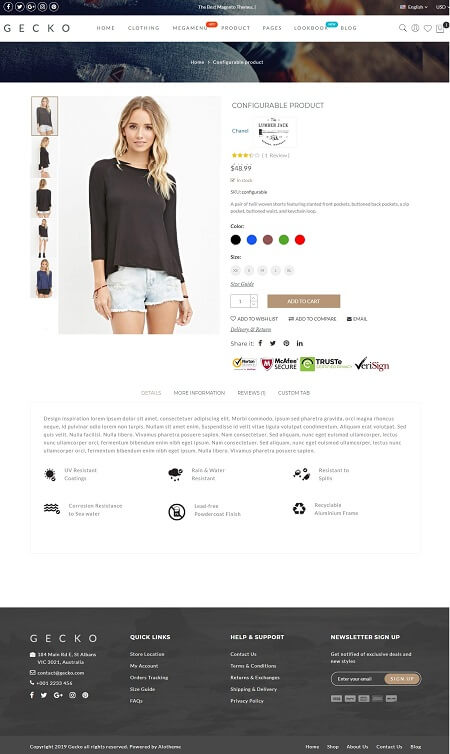 The Best Magneto Themes. |
English
USD
GECKO
HOME
CLOTHING
MEGAMENU
HOT
PRODUCT
PAGES
LOOKBOOK
NEW
BLOG
Home > Configurable product
CONFIGURABLE PRODUCT
Chanel
The
LUMBER JACK
( 1 Review)
$48.99
in stock
SKU: configurable
A pair of twill woven shorts featuring slanted front pockets, buttoned back pockets, a zip
pocket, buttoned waist, and keychain loop.
Color:
Size:
XS S M L XL
Size Guide
1
ADD TO CART
ADD TO WISH LIST
ADD TO COMPARE
EMAIL
Delivery & Return
Share it:
Norton
McAfee
SECURE
TRUSTe
CERTIFIED PRIVACY
VeriSign
DETAILS
MORE INFORMATION
REVIEWS (1)
CUSTOM TAB
Design inspiration lorem ipsum dolor sit amet, consectetuer adipiscing elit. Morbi commodo, ipsum sed pharetra gravida, orci magna rhoncus
neque, id pulvinar odio lorem non turpis. Nullam sit amet enim. Suspendisse id velit vitae ligula volutpat condimentum. Aliquam erat volutpat. Sed
quis velit. Nulla facilisi. Nulla libero. Vivamus pharetra posuere sapien. Nam consectetuer. Sed aliquam, nunc eget euismod ullamcorper, lectus
nunc ullamcorper orci, fermentum bibendum enim nibh eget ipsum. Nam consectetuer. Sed aliquam, nunc eget euismod ullamcorper, lectus nunc
ullamcorper orci, fermentum bibendum enim nibh eget ipsum. Nulla libero. Vivamus pharetra posuere sapien.
UV Resistant
Coatings
Rain & Water
Resistant
Resistant to
Spills
Corrosion Resistance
to Sea water
Lead-free
Powdercoat Finish
Recyclable
Aluminium Frame
GECKO
184 Main Rd E, St Albans
VIC 3021, Australia
contact@gecko.com
+001 2233 456
QUICK LINKS
Store Location
My Account
Orders Tracking
Size Guide
FAQs
HELP & SUPPORT
Contact Us
Terms & Conditions
Returns & Exchanges
Shipping & Delivery
Privacy Policy
NEWSLETTER SIGN UP
Get notified of exclusive deals and
new styles
Enter your email
SIGN UP
Copyright 2019 Gecko all rights reserved. Powered by Alotheme
Home
Shop
About Us
Contact Us
Blog